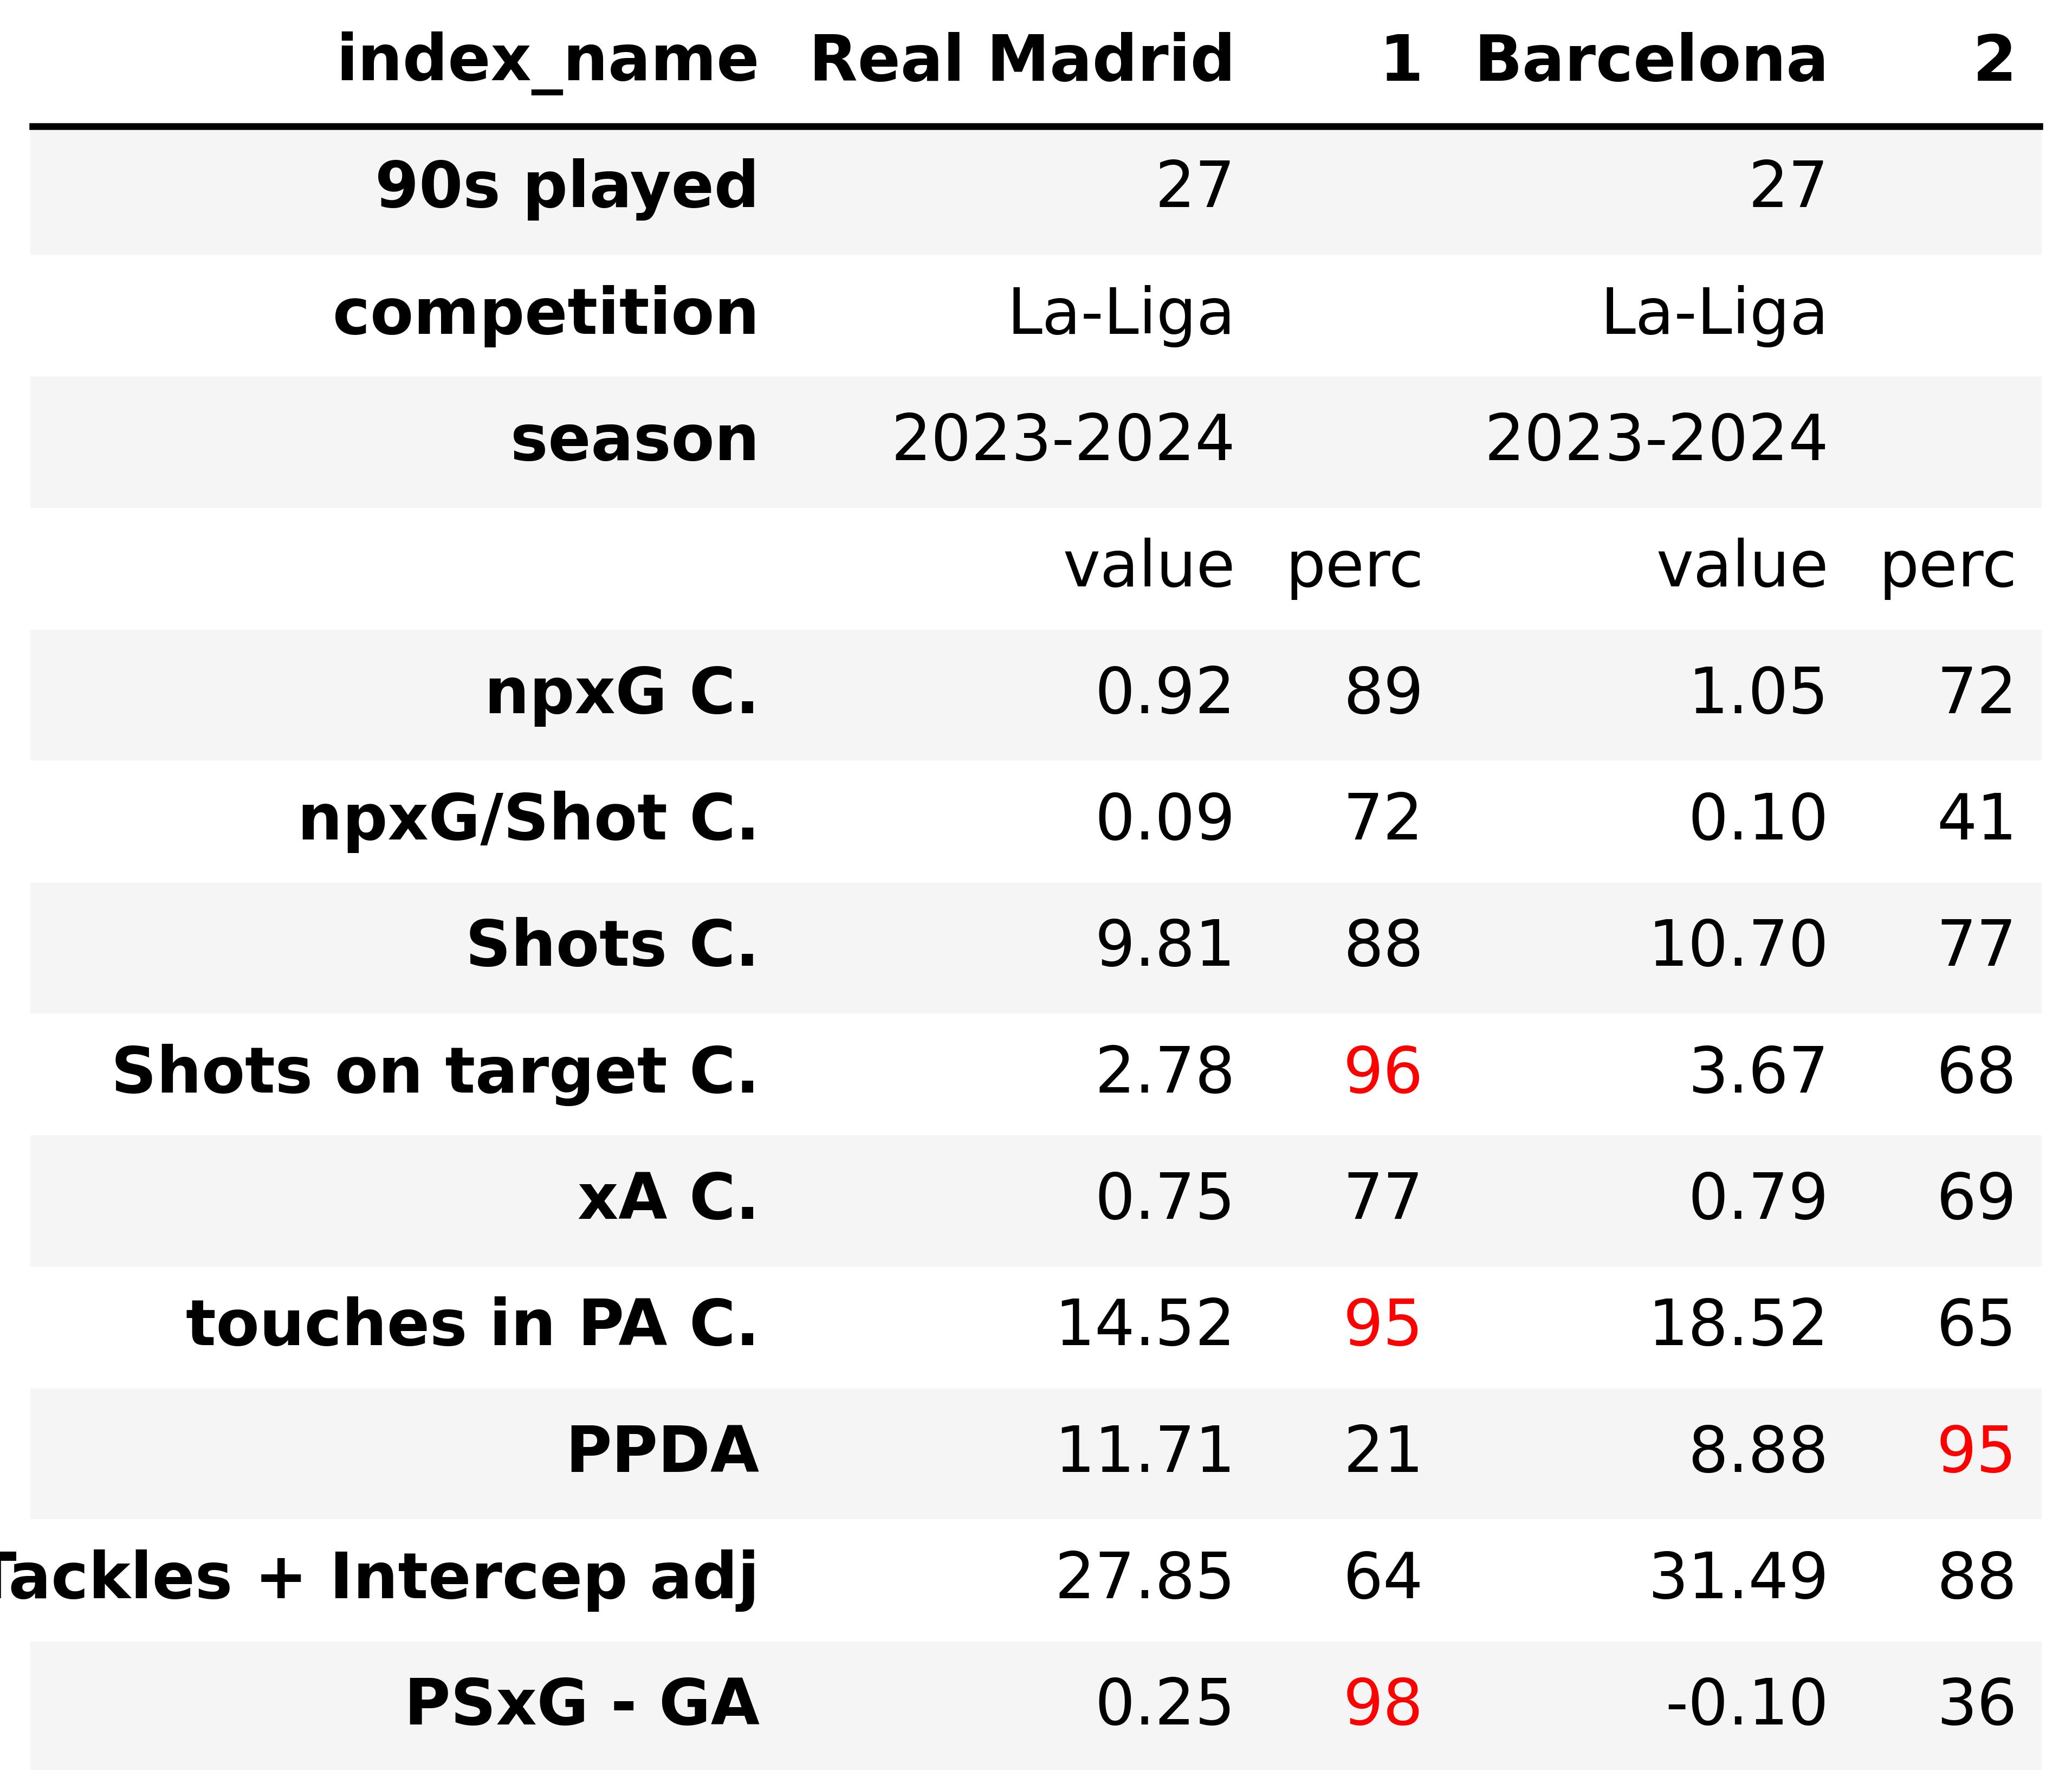 index_name Real Madrid 1 Barcelona 2
90s played 27 27
competition La-Liga La-Liga
season 2023-2024 2023-2024
value perc value perc
npxG C. 0.92 89 1.05 72
npxG/Shot C. 0.09 72 0.10 41
Shots C. 9.81 88 10.70 77
Shots on target C. 2.78 96 3.67 68
xA C. 0.75 77 0.79 69
touches in PA C. 14.52 95 18.52 65
PPDA 11.71 21 8.88 95
Tackles + Intercep adj 27.85 64 31.49 88
PSxG - GA 0.25 98 -0.10 36